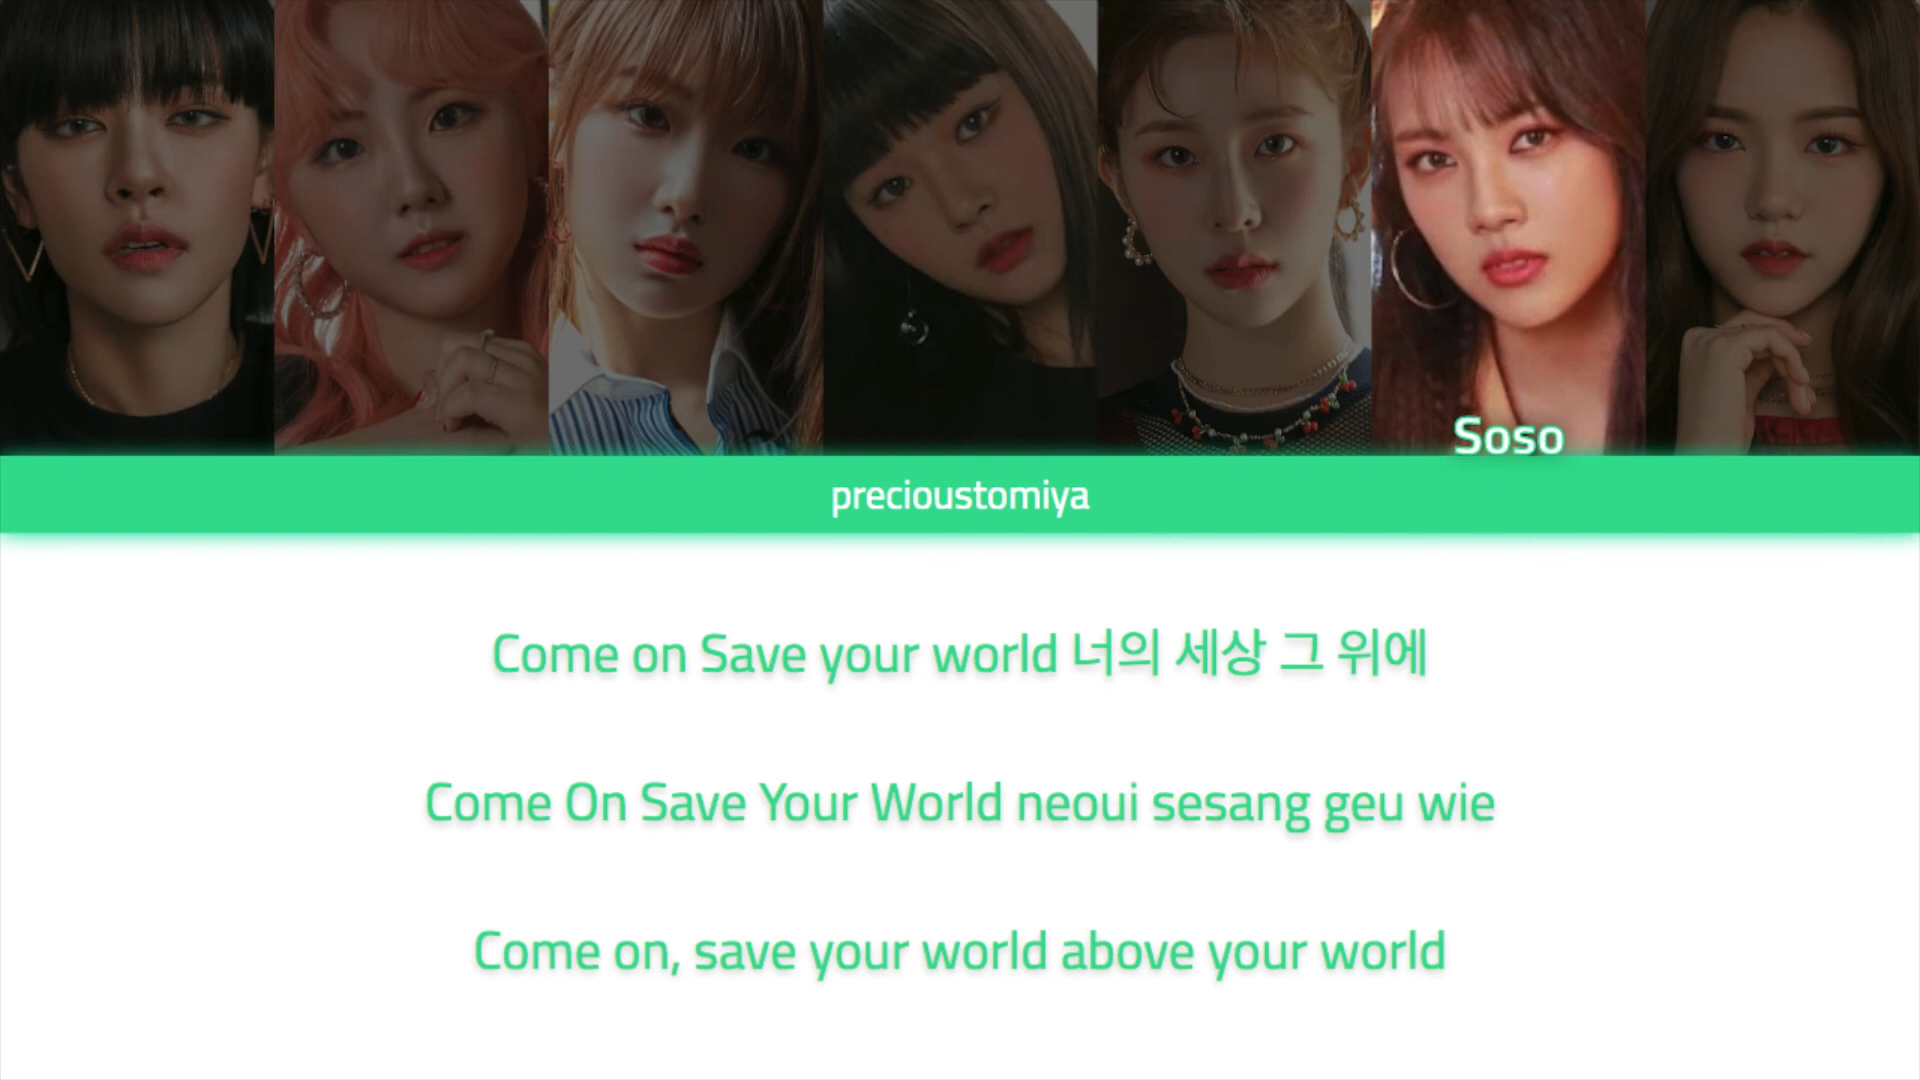 Soso
precioustomiya
Come on Save your world 너의 세상 그 위에
Come On Save Your World neoui sesang geu wie
Come on, save your world above your world